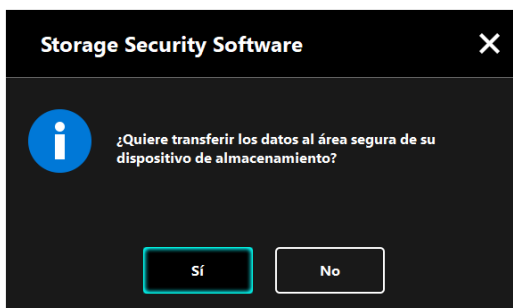 Storage Security Software
¿Quiere transferir los datos al área segura de su
dispositivo de almacenamiento?
Sí
No